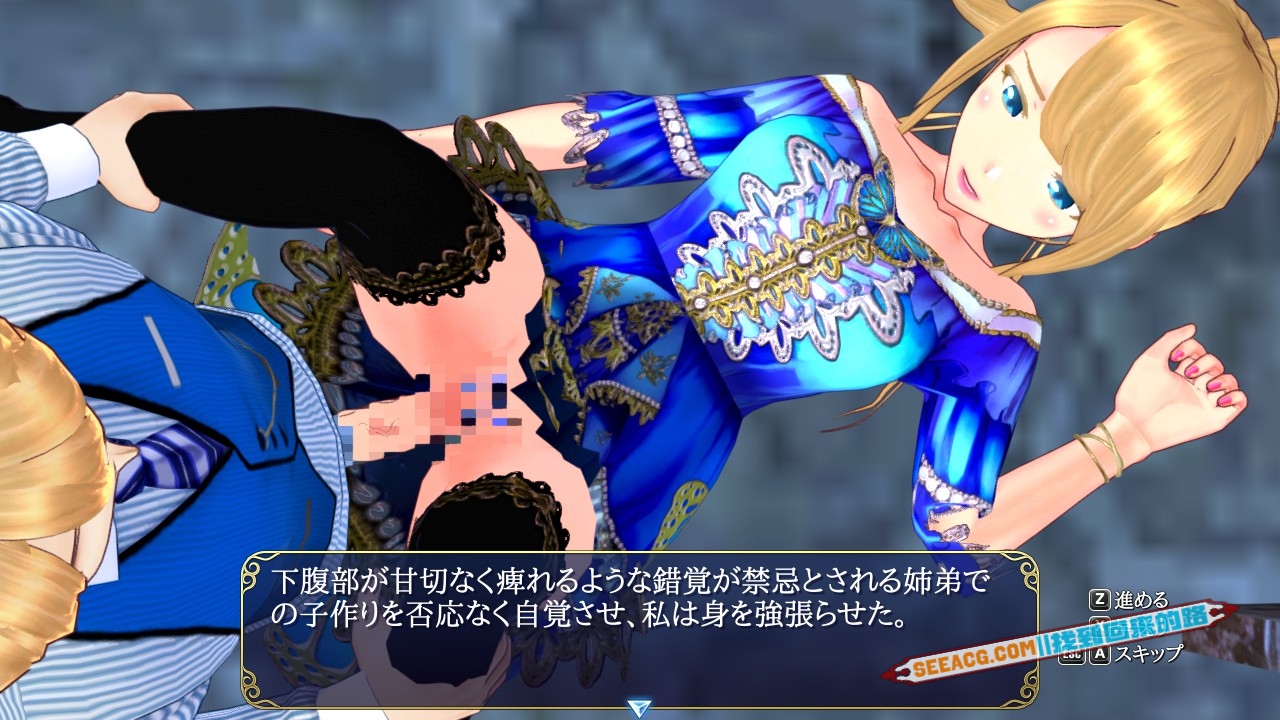 下腹部が甘切なく痺れるような錯覚が禁忌とされる姉弟で
の子作りを否応なく自覚させ、私は身を強張らせた。
Z 進める
SEEACG.COM
ESC A スキップ